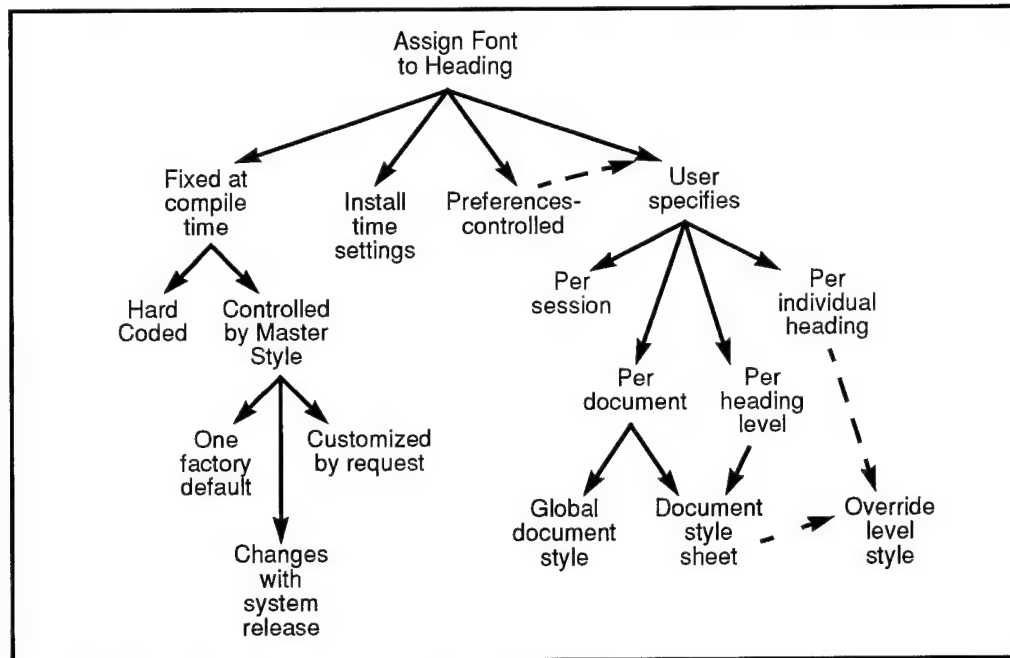 Assign Font
to Heading
Fixed at
compile
time
Install
time
settings
Preferences-
controlled
User
specifies
Hard
Coded
Controlled
by Master
Style
Per
session
Per
individual
heading
Per
document
Per
heading
level
One
factory
default
Customized
by request
Global
document
style
Document
style
sheet
Override
level
style
Changes
with
system
release